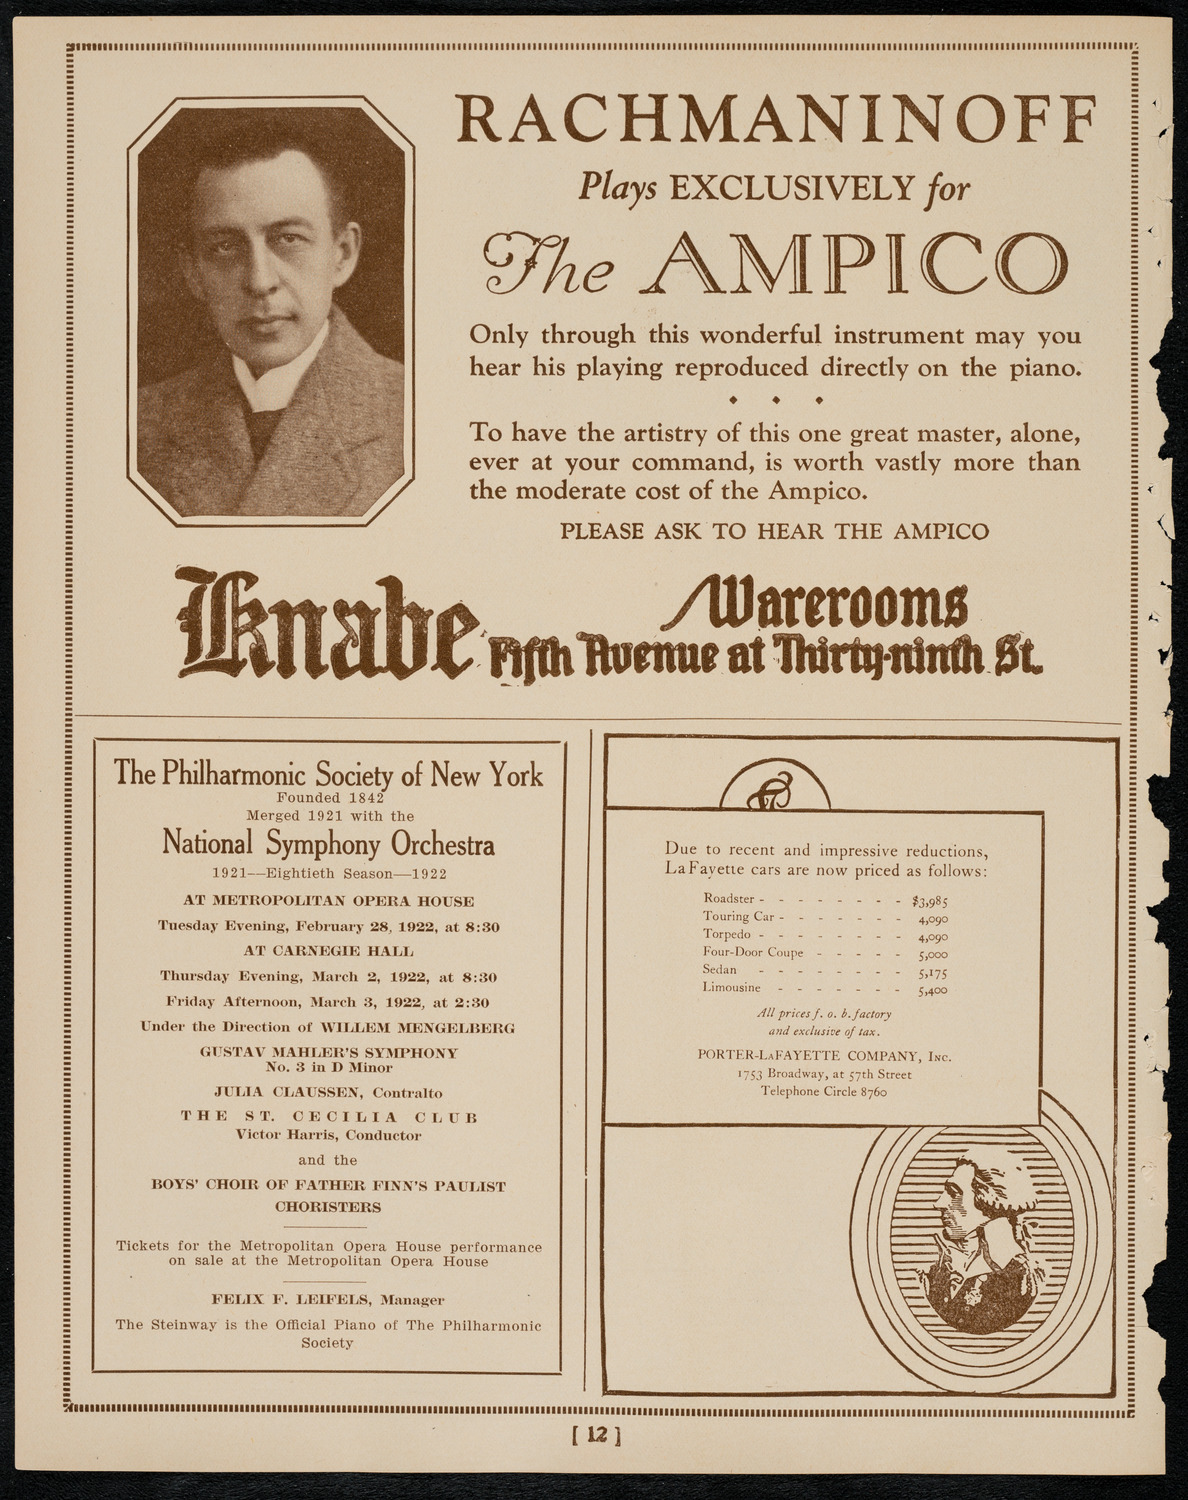 RACHMANINOFF
Plays EXCLUSIVELY for
The AMPICO
Only through this wonderful instrument may you
hear his playing reproduced directly on the piano.
To have the artistry of this one great master, alone,
ever at your command, is worth vastly more than
the moderate cost of the Ampico.
PLEASE ASK TO HEAR THE AMPICO
Knabe
Warerooms
Fifth Avenue at Thirty-ninth St.
The Philharmonic Society of New York
Founded 1842
Merged 1921 with the
National Symphony Orchestra
1921—Eightieth Season—1922
AT METROPOLITAN OPERA HOUSE
Tuesday Evening, February 28, 1922, at 8:30
AT CARNEGIE HALL
Thursday Evening, March 2, 1922, at 8:30
Friday Afternoon, March 3, 1922, at 2:30
Under the Direction of WILLEM MENGELBERG
GUSTAV MAHLER'S SYMPHONY
No. 3 in D Minor
JULIA CLAUSSEN, Contralto
THE ST. CECILIA CLUB
Victor Harris, Conductor
and the
BOYS' CHOIR OF FATHER FINN'S PAULIST
CHORISTERS
Tickets for the Metropolitan Opera House performance
on sale at the Metropolitan Opera House
FELIX F. LEIFELS, Manager
The Steinway is the Official Piano of The Philharmonic
Society
Due to recent and impressive reductions,
LaFayette cars are now priced as follows:
Roadster - - - - - - - - $3,985
Touring Car - - - - - - - 4,090
Torpedo - - - - - - - - 4,090
Four-Door Coupe - - - - - 5,000
Sedan - - - - - - - - 5,175
Limousine - - - - - - - 5,400
All prices f. o. b. factory
and exclusive of tax.
PORTER-LAFAYETTE COMPANY, Inc.
1753 Broadway, at 57th Street
Telephone Circle 8760
[ 12 ]